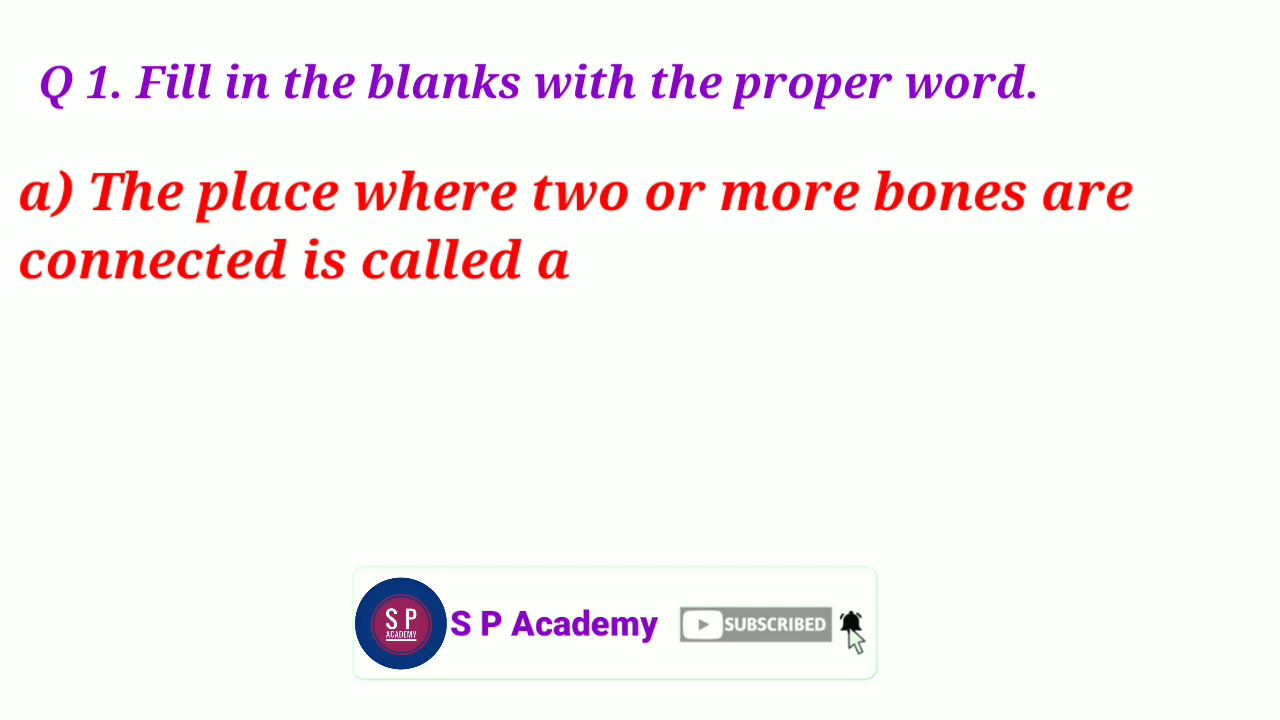 Q 1. Fill in the blanks with the proper word.
a) The place where two or more bones are
connected is called a
S P
ACADEMY
S P Academy
SUBSCRIBED